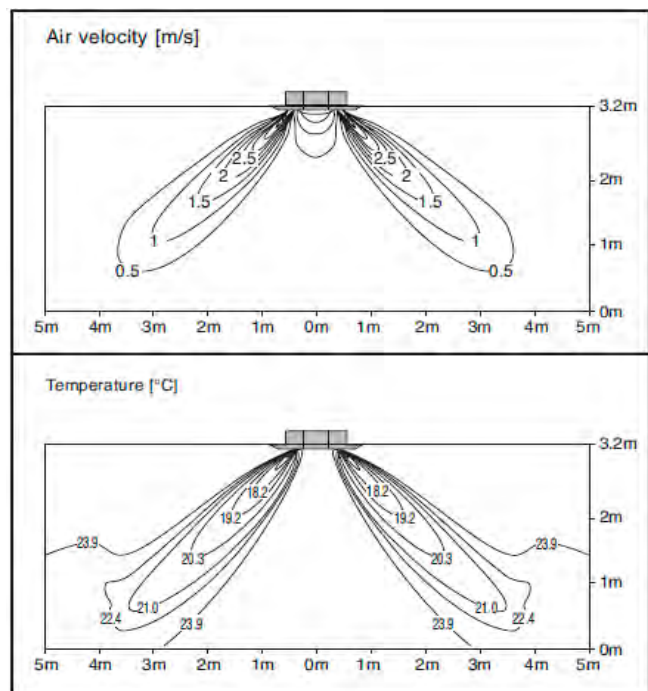 Air velocity [m/s]
3.2m
2.5 2.5
2 2
2m
1.5 1.5
1 1
1m
0.5 0.5
0m
5m 4m 3m 2m 1m 0m 1m 2m 3m 4m 5m
Temperature [°C]
3.2m
18.2 18.2
19.2 19.2
2m
23.9 23.9
20.3 20.3
1m
21.0 21.0
22.4 22.4
23.9 23.9
0m
5m 4m 3m 2m 1m 0m 1m 2m 3m 4m 5m